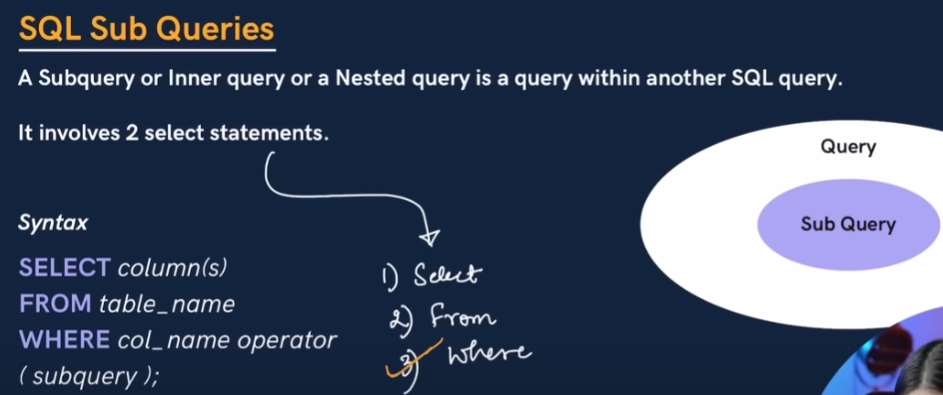 SQL Sub Queries
A Subquery or Inner query or a Nested query is a query within another SQL query.
It involves 2 select statements.
Query
Sub Query
Syntax
SELECT column(s)
FROM table_name
WHERE col_name operator
( subquery );
1) Select
2) From
3) Where